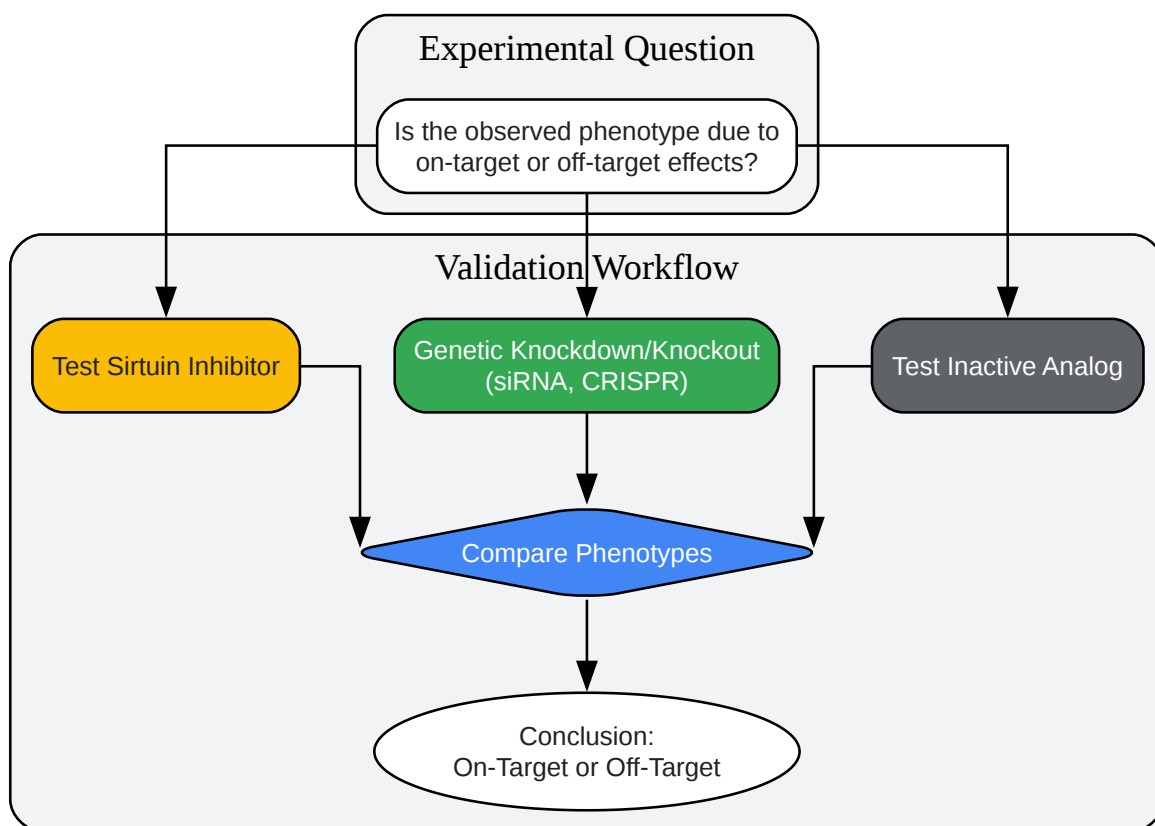 Experimental Question
Is the observed phenotype due to
on-target or off-target effects?
Validation Workflow
Test Sirtuin Inhibitor
Genetic Knockdown/Knockout
(siRNA, CRISPR)
Test Inactive Analog
Compare Phenotypes
Conclusion:
On-Target or Off-Target